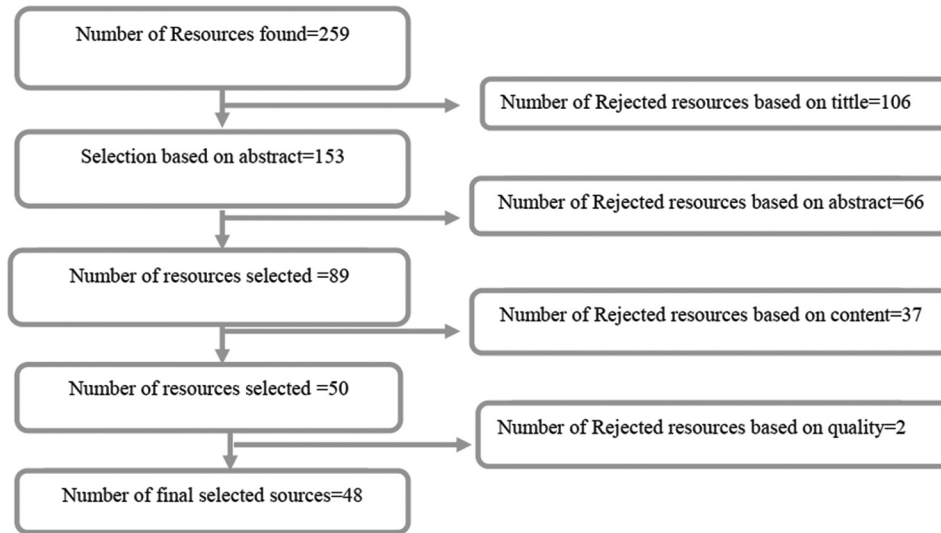 Number of Resources found=259
Number of Rejected resources based on tittle=106
Selection based on abstract=153
Number of Rejected resources based on abstract=66
Number of resources selected =89
Number of Rejected resources based on content=37
Number of resources selected =50
Number of Rejected resources based on quality=2
Number of final selected sources=48